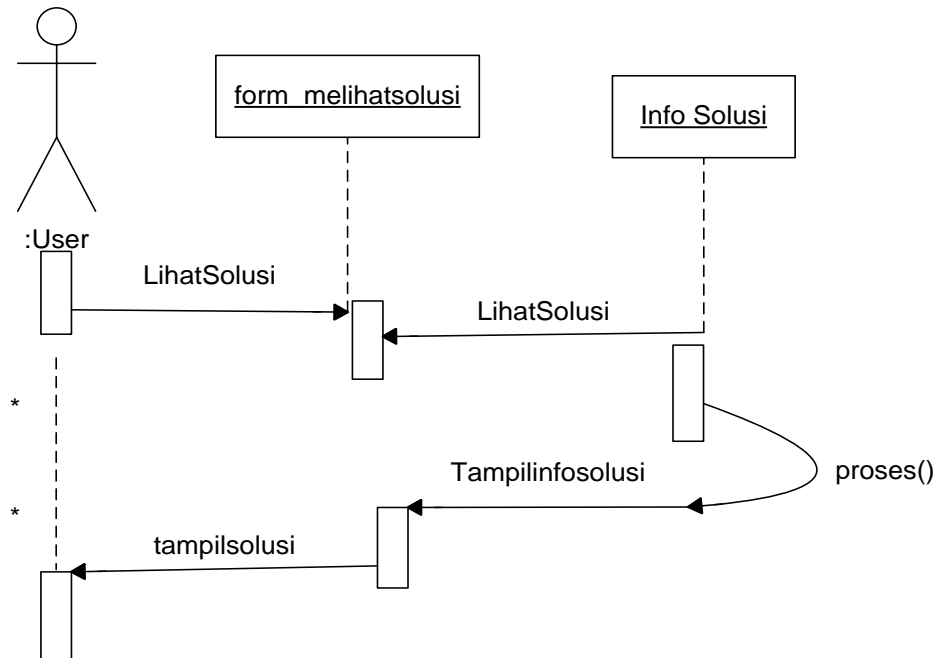 form_melihatsolusi
Info Solusi
:User
LihatSolusi
LihatSolusi
*
Tampilinfosolusi
proses()
*
tampilsolusi